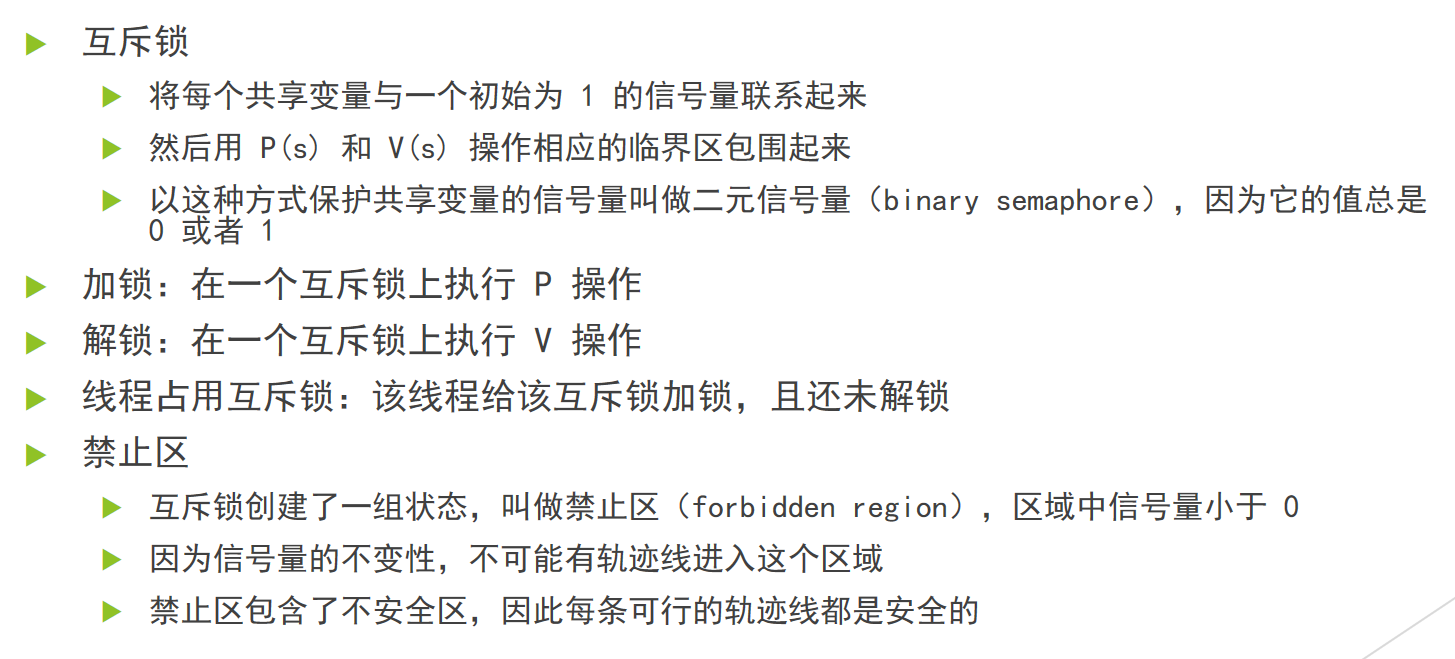 互斥锁
将每个共享变量与一个初始为 1 的信号量联系起来
然后用 P(s) 和 V(s) 操作相应的临界区包围起来
以这种方式保护共享变量的信号量叫做二元信号量（binary semaphore），因为它的值总是
0 或者 1
加锁：在一个互斥锁上执行 P 操作
解锁：在一个互斥锁上执行 V 操作
线程占用互斥锁：该线程给该互斥锁加锁，且还未解锁
禁止区
互斥锁创建了一组状态，叫做禁止区（forbidden region），区域中信号量小于 0
因为信号量的不变性，不可能有轨迹线进入这个区域
禁止区包含了不安全区，因此每条可行的轨迹线都是安全的